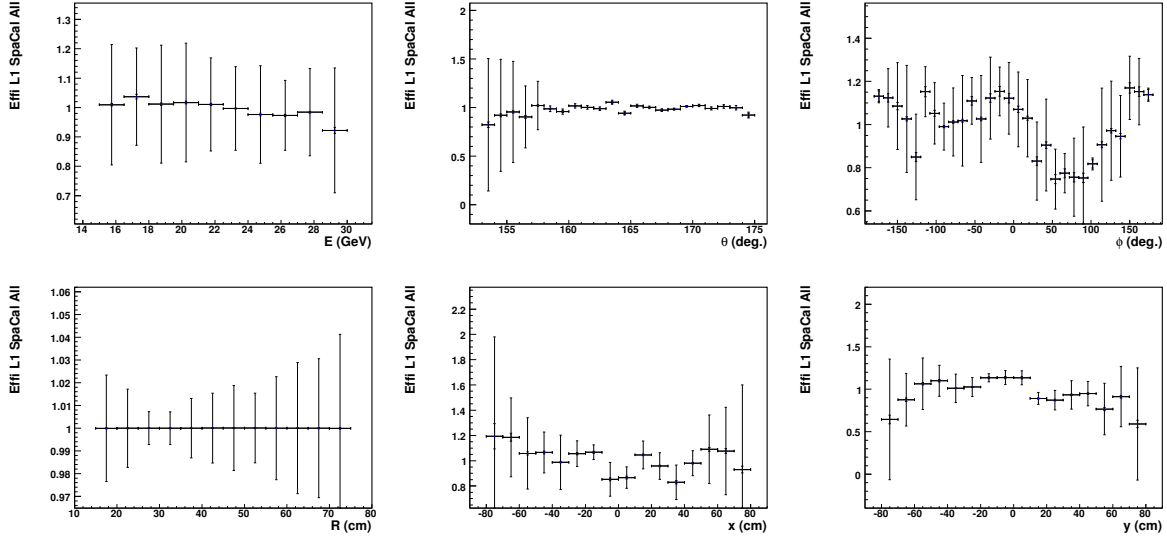 Effi L1 SpaCal All
1.3
1.2
1.1
1
0.9
0.8
0.7
14 16 18 20 22 24 26 28 30
E (GeV)
Effi L1 SpaCal All
2
1.5
1
0.5
0
155 160 165 170 175
θ (deg.)
Effi L1 SpaCal All
1.4
1.2
1
0.8
0.6
-150 -100 -50 0 50 100 150
ϕ (deg.)
Effi L1 SpaCal All
1.06
1.05
1.04
1.03
1.02
1.01
1
0.99
0.98
0.97
10 20 30 40 50 60 70 80
R (cm)
Effi L1 SpaCal All
2.2
2
1.8
1.6
1.4
1.2
1
0.8
-80 -60 -40 -20 0 20 40 60 80
x (cm)
Effi L1 SpaCal All
2
1.5
1
0.5
0
-80 -60 -40 -20 0 20 40 60 80
y (cm)